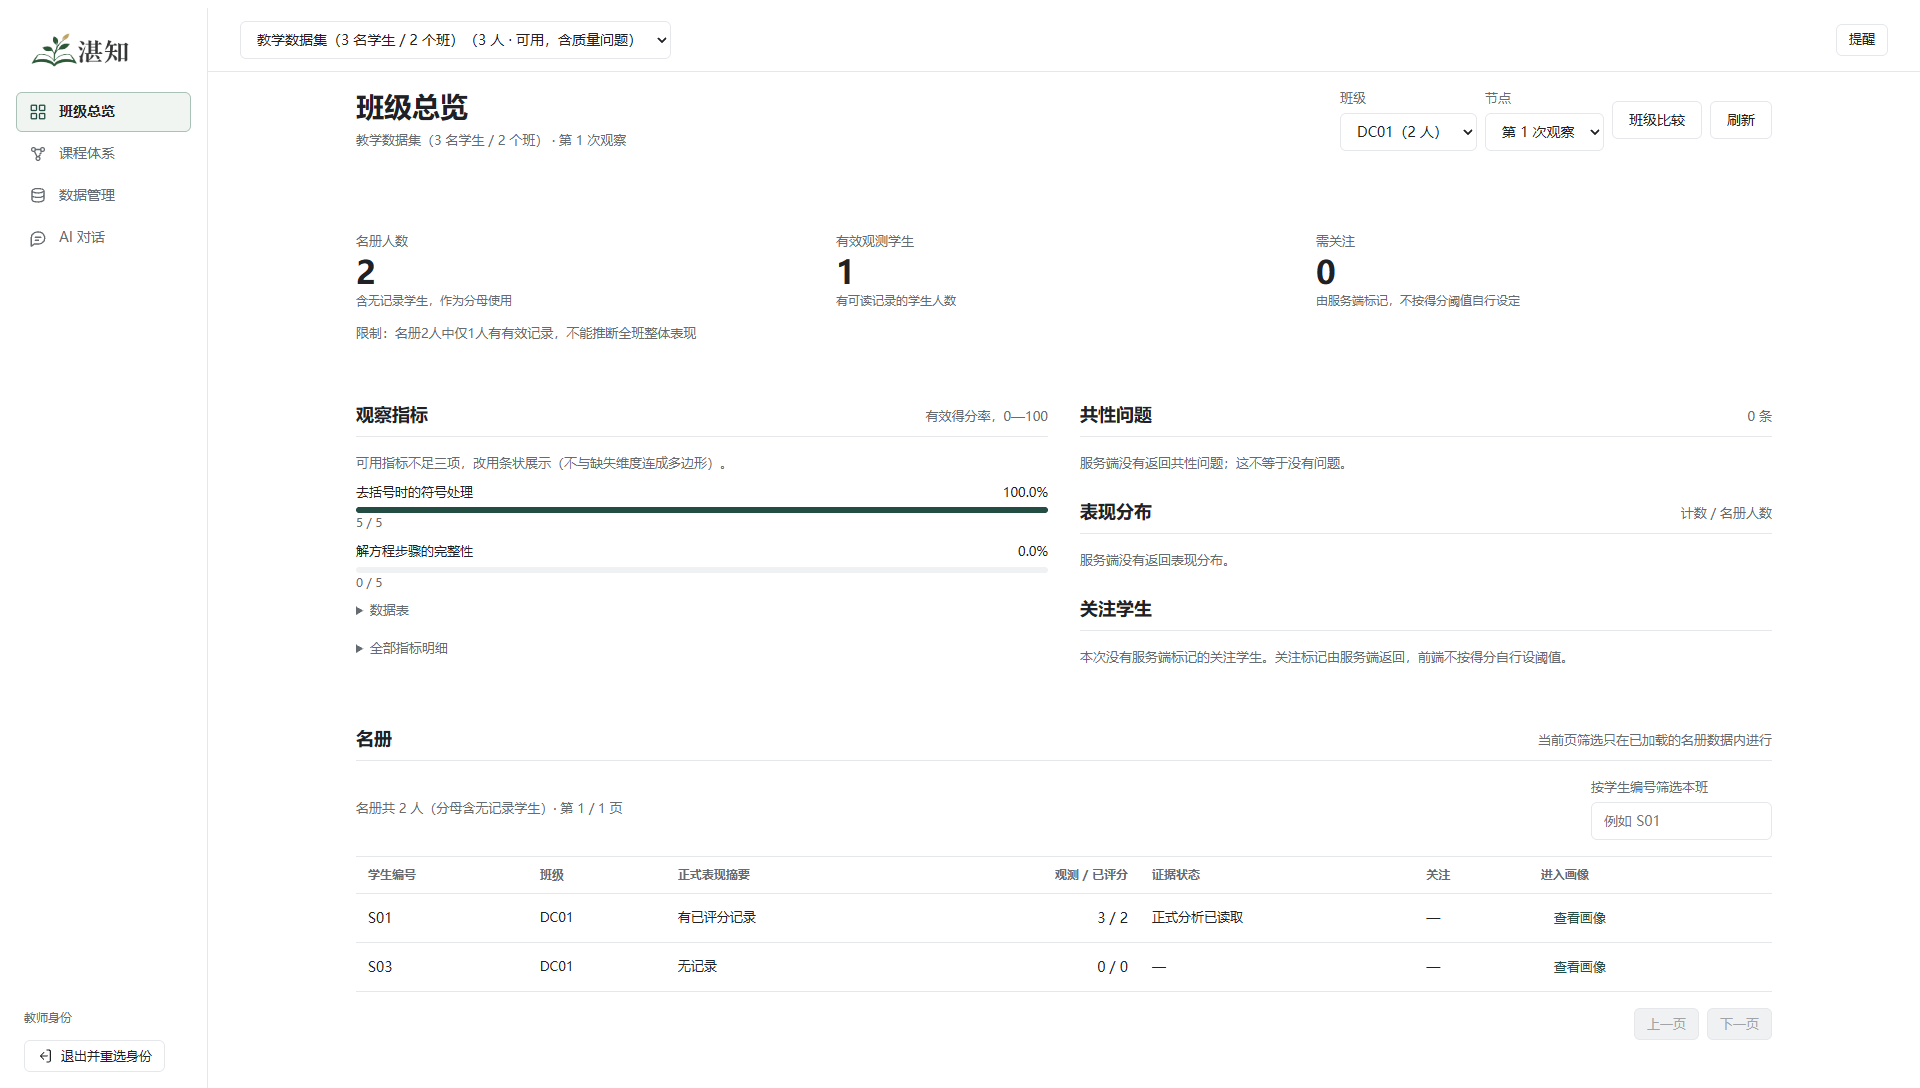 湛知
教学数据集（3 名学生 / 2 个班）（3 人 · 可用，含质量问题）
提醒
班级总览
课程体系
数据管理
AI 对话
班级总览
教学数据集（3 名学生 / 2 个班） · 第 1 次观察
班级
DC01（2 人）
节点
第 1 次观察
班级比较
刷新
名册人数
2
含无记录学生，作为分母使用
有效观测学生
1
有可读记录的学生人数
需关注
0
由服务端标记，不按得分阈值自行设定
限制：名册2人中仅1人有有效记录，不能推断全班整体表现
观察指标
有效得分率，0—100
可用指标不足三项，改用条状展示（不与缺失维度连成多边形）。
去括号时的符号处理
100.0%
5 / 5
解方程步骤的完整性
0.0%
0 / 5
数据表
全部指标明细
共性问题
0 条
服务端没有返回共性问题；这不等于没有问题。
表现分布
计数 / 名册人数
服务端没有返回表现分布。
关注学生
本次没有服务端标记的关注学生。关注标记由服务端返回，前端不按得分自行设阈值。
名册
当前页筛选只在已加载的名册数据内进行
名册共 2 人（分母含无记录学生） · 第 1 / 1 页
按学生编号筛选本班
例如 S01
学生编号 班级 正式表现摘要 观测 / 已评分 证据状态 关注 进入画像
S01 DC01 有已评分记录 3 / 2 正式分析已读取 — 查看画像
S03 DC01 无记录 0 / 0 — — 查看画像
上一页
下一页
教师身份
退出并重选身份